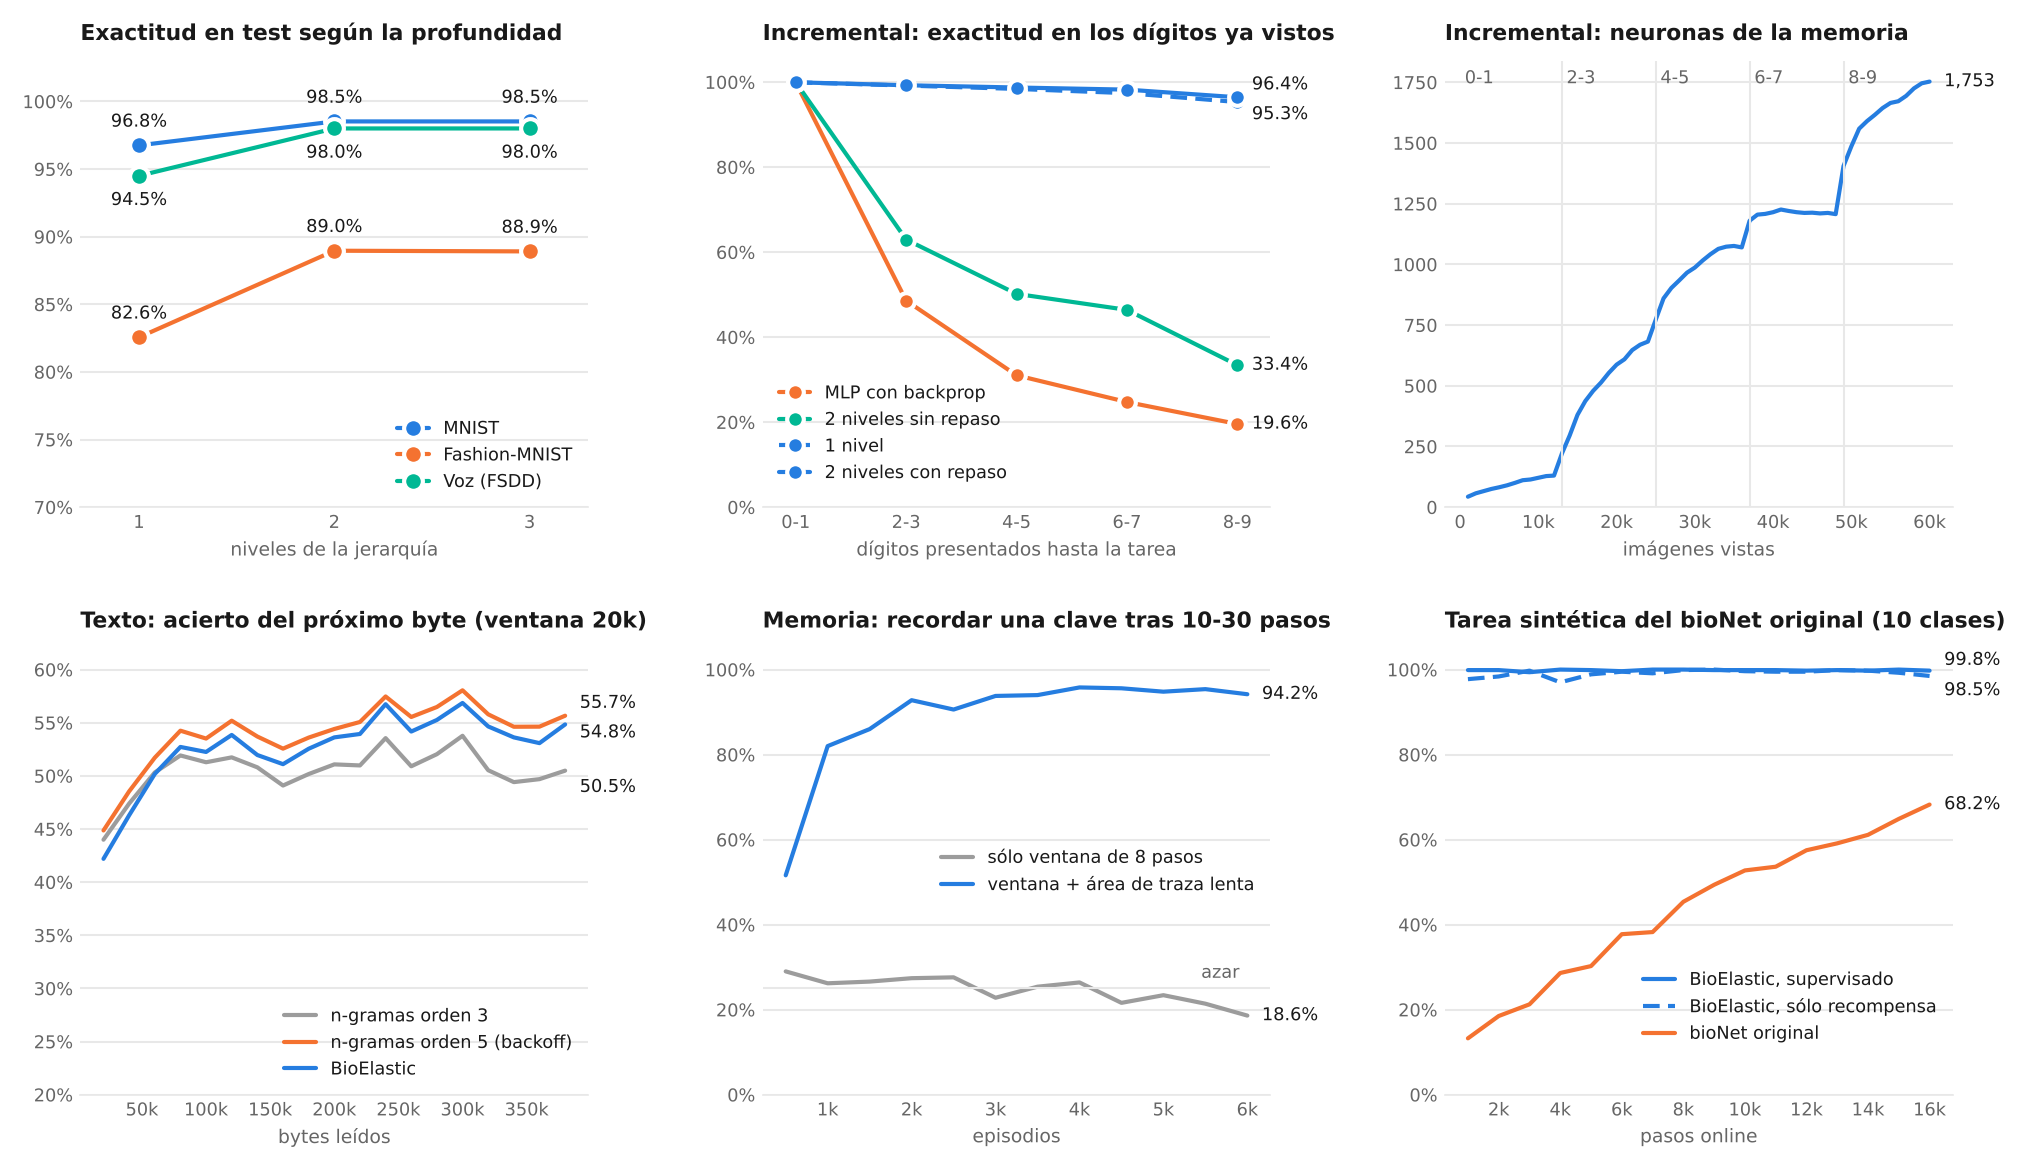 Exactitud en test según la profundidad
100%
95%
90%
85%
80%
75%
70%
96.8%
98.5%
98.5%
94.5%
98.0%
98.0%
82.6%
89.0%
88.9%
MNIST
Fashion-MNIST
Voz (FSDD)
1
2
3
niveles de la jerarquía
Incremental: exactitud en los dígitos ya vistos
100%
80%
60%
40%
20%
0%
96.4%
95.3%
33.4%
19.6%
MLP con backprop
2 niveles sin repaso
1 nivel
2 niveles con repaso
0-1
2-3
4-5
6-7
8-9
dígitos presentados hasta la tarea
Incremental: neuronas de la memoria
0-1
2-3
4-5
6-7
8-9
1750
1500
1250
1000
750
500
250
0
1,753
0
10k
20k
30k
40k
50k
60k
imágenes vistas
Texto: acierto del próximo byte (ventana 20k)
60%
55%
50%
45%
40%
35%
30%
25%
20%
55.7%
54.8%
50.5%
n-gramas orden 3
n-gramas orden 5 (backoff)
BioElastic
50k
100k
150k
200k
250k
300k
350k
bytes leídos
Memoria: recordar una clave tras 10-30 pasos
100%
80%
60%
40%
20%
0%
94.2%
sólo ventana de 8 pasos
ventana + área de traza lenta
azar
18.6%
1k
2k
3k
4k
5k
6k
episodios
Tarea sintética del bioNet original (10 clases)
100%
80%
60%
40%
20%
0%
99.8%
98.5%
68.2%
BioElastic, supervisado
BioElastic, sólo recompensa
bioNet original
2k
4k
6k
8k
10k
12k
14k
16k
pasos online